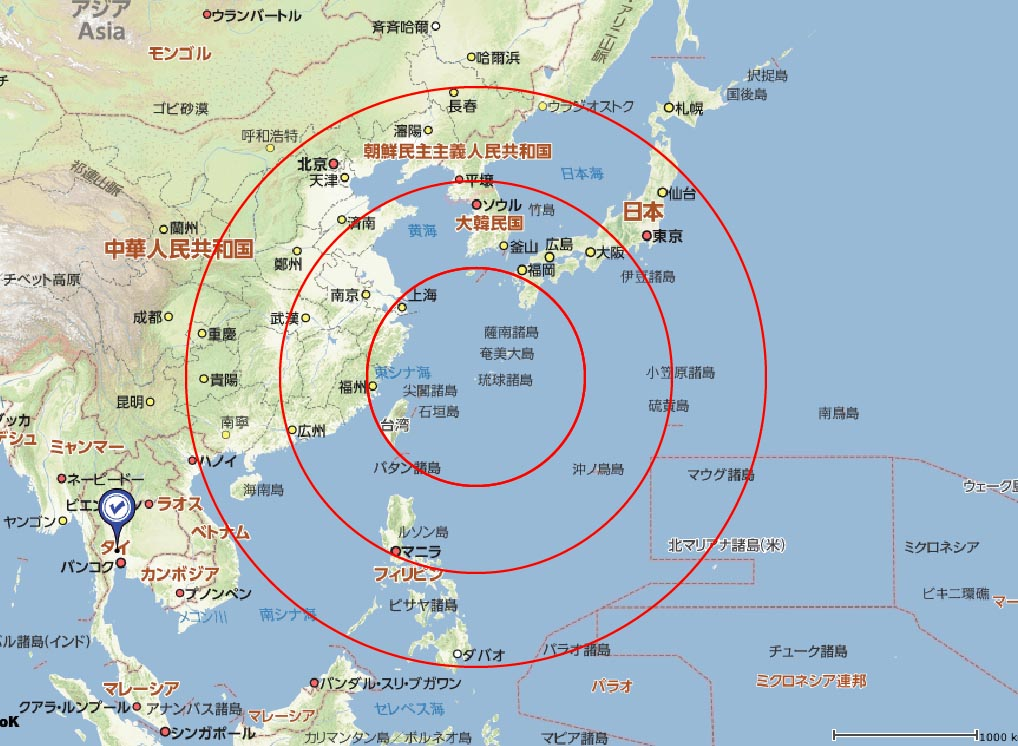 アジア
Asia
ウランバートル
斉斉哈爾
モンゴル
哈爾浜
択捉島
国後島
ゴビ砂漠
長春
ウラジオストク
札幌
瀋陽
呼和浩特
朝鮮民主主義人民共和国
北京
天津
日本海
平壌
祁連山脈
仙台
ソウル
竹島
日本
済南
大韓民国
蘭州
黄海
東京
中華人民共和国
釜山
広島
大阪
鄭州
福岡
チベット高原
伊豆諸島
南京
上海
成都
武漢
薩南諸島
重慶
奄美大島
東シナ海
小笠原諸島
貴陽
琉球諸島
福州
尖閣諸島
昆明
硫黄島
石垣島
南鳥島
南寧
台湾
広州
デシュ
ミャンマー
ハノイ
バタン諸島
沖ノ鳥島
マウグ諸島
ネーピードー
海南島
ラオス
ヤンゴン
ベトナム
ルソン島
タイ
マニラ
北マリアナ諸島(米)
ミクロネシア
バンコク
カンボジア
フィリピン
プノンペン
ビキニ環礁
ビサヤ諸島
メコン川
南シナ海
諸島(インド)
ダバオ
パラオ諸島
チューク諸島
マレーシア
バンダル・スリ・ブガワン
パラオ
ミクロネシア連邦
クアラ・ルンプール
アナンバス諸島
マレーシア
セレベス海
シンガポール
カリマンタン島／ボルネオ島
マピア諸島
1000 k